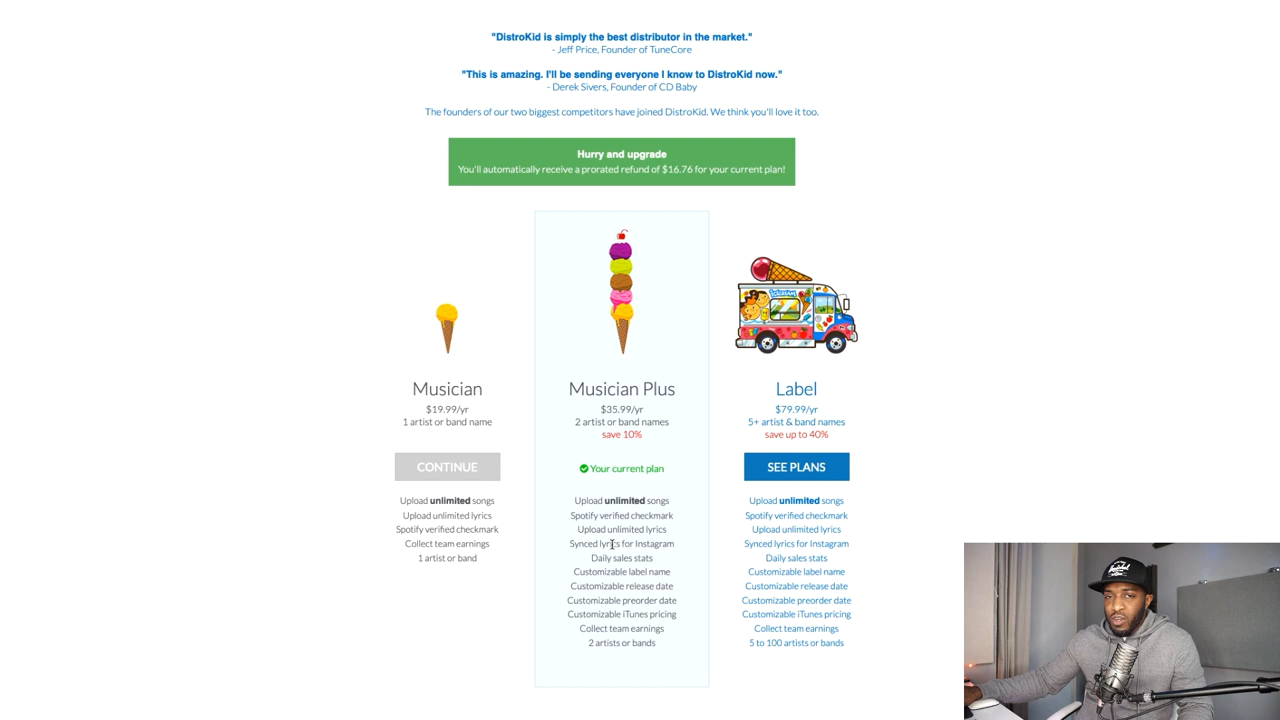 "DistroKid is simply the best distributor in the market."
- Jeff Price, Founder of TuneCore
"This is amazing. I'll be sending everyone I know to DistroKid now."
- Derek Sivers, Founder of CD Baby
The founders of our two biggest competitors have joined DistroKid. We think you'll love it too.
Hurry and upgrade
You'll automatically receive a prorated refund of $16.76 for your current plan!
Musician
$19.99/yr
1 artist or band name
CONTINUE
Upload unlimited songs
Upload unlimited lyrics
Spotify verified checkmark
Collect team earnings
1 artist or band
Musician Plus
$35.99/yr
2 artist or band names
save 10%
Your current plan
Upload unlimited songs
Spotify verified checkmark
Upload unlimited lyrics
Synced lyrics for Instagram
Daily sales stats
Customizable label name
Customizable release date
Customizable preorder date
Customizable iTunes pricing
Collect team earnings
2 artists or bands
Label
$79.99/yr
5+ artist & band names
save up to 40%
SEE PLANS
Upload unlimited songs
Spotify verified checkmark
Upload unlimited lyrics
Synced lyrics for Instagram
Daily sales stats
Customizable label name
Customizable release date
Customizable preorder date
Customizable iTunes pricing
Collect team earnings
5 to 100 artists or bands